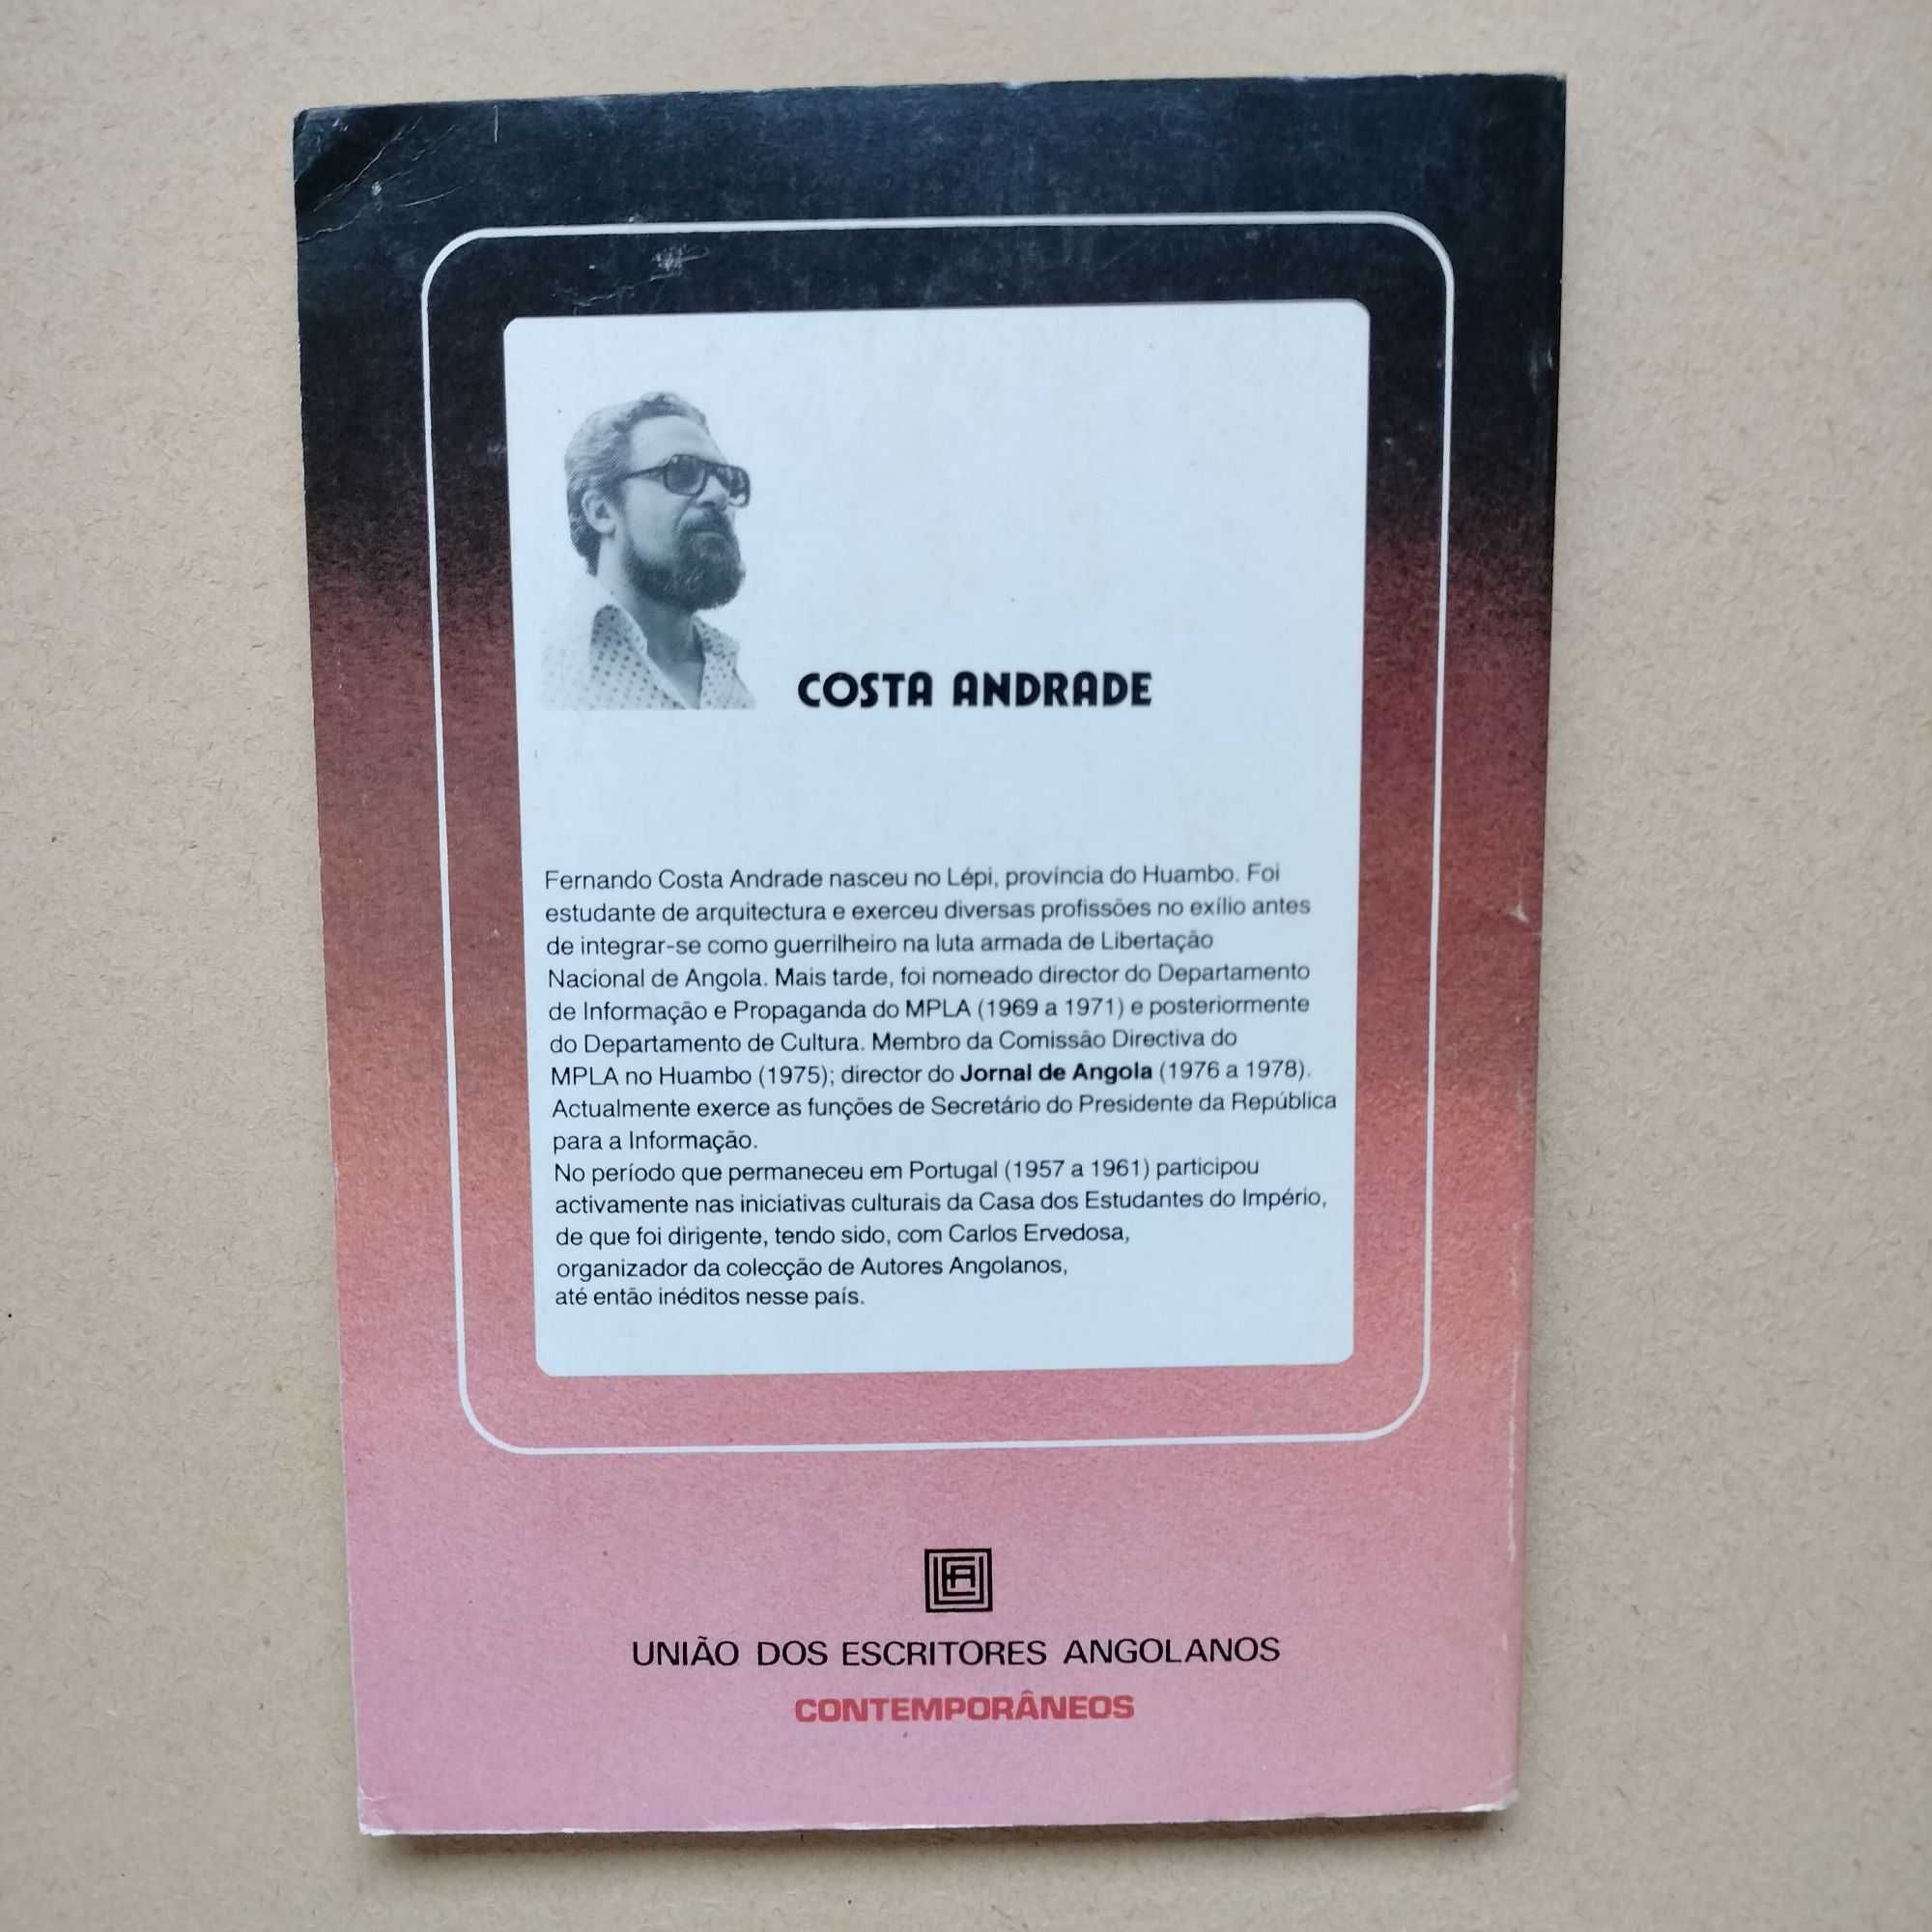 COSTA ANDRADE
Fernando Costa Andrade nasceu no Lépi, província do Huambo. Foi
estudante de arquitectura e exerceu diversas profissões no exílio antes
de integrar-se como guerrilheiro na luta armada de Libertação
Nacional de Angola. Mais tarde, foi nomeado director do Departamento
de Informação e Propaganda do MPLA (1969 a 1971) e posteriormente
do Departamento de Cultura. Membro da Comissão Directiva do
MPLA no Huambo (1975); director do Jornal de Angola (1976 a 1978).
Actualmente exerce as funções de Secretário do Presidente da República
para a Informação.
No período que permaneceu em Portugal (1957 a 1961) participou
activamente nas iniciativas culturais da Casa dos Estudantes do Império,
de que foi dirigente, tendo sido, com Carlos Ervedosa,
organizador da colecção de Autores Angolanos,
até então inéditos nesse país.
UNIÃO DOS ESCRITORES ANGOLANOS
CONTEMPORÂNEOS